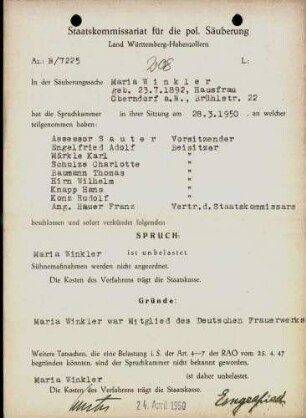 Staatskommissariat für die pol. Säuberung
Land Württemberg-Hohenzollern
Az.: N/7225 L:
In der Säuberungssache Maria W i n k l e r
geb. 23.7.1892, Hausfrau
Oberndorf a.N., Brühlstr. 22
hat die Spruchkammer in ihrer Sitzung am 28.3.1950 . an welcher
teilgenommen haben:
Assessor S a u t e r Vorsitzender
Engelfried Adolf Beisitzer
Märkle Karl "
Schulze Charlotte "
Baumann Thomas "
Hirn Wilhelm "
Knapp Hans "
Konz Rudolf "
Ang. Hauer Franz Vertr.d.Staatskommissars
beschlossen und sofort verkündet folgenden
SPRUCH:
Maria Winkler ist unbelastet
Sühnemaßnahmen werden nicht angeordnet.
Die Kosten des Verfahrens trägt die Staatskasse.
Gründe:
Maria Winkler war Mitglied des Deutschen Frauenwerks
Weitere Tatsachen, die eine Belastung i. S. der Art 4—7 der RAO vom 25. 4. 47
begründen könnten, sind der Spruchkammer nicht bekannt.
Maria Winkler ist daher unbelastet
Die Kosten des Verfahrens trägt die Staatskasse.
24. April 1950 Engelfried